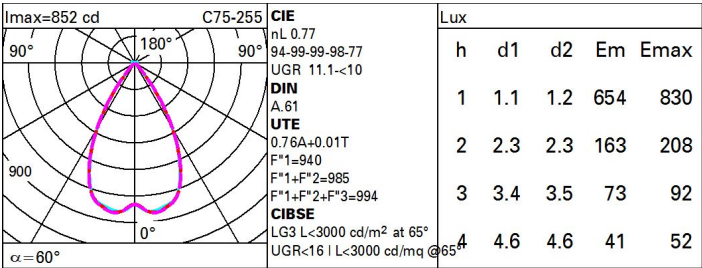 Imax=852 cd C75-255
90° 180° 90°
900
0°
α=60°
CIE
nL 0.77
94-99-99-98-77
UGR 11.1-<10
DIN
A.61
UTE
0.76A+0.01T
F"1=940
F"1+F"2=985
F"1+F"2+F"3=994
CIBSE
LG3 L<3000 cd/m² at 65°
UGR<16 | L<3000 cd/mq @65°
Lux
h d1 d2 Em Emax
1 1.1 1.2 654 830
2 2.3 2.3 163 208
3 3.4 3.5 73 92
4 4.6 4.6 41 52